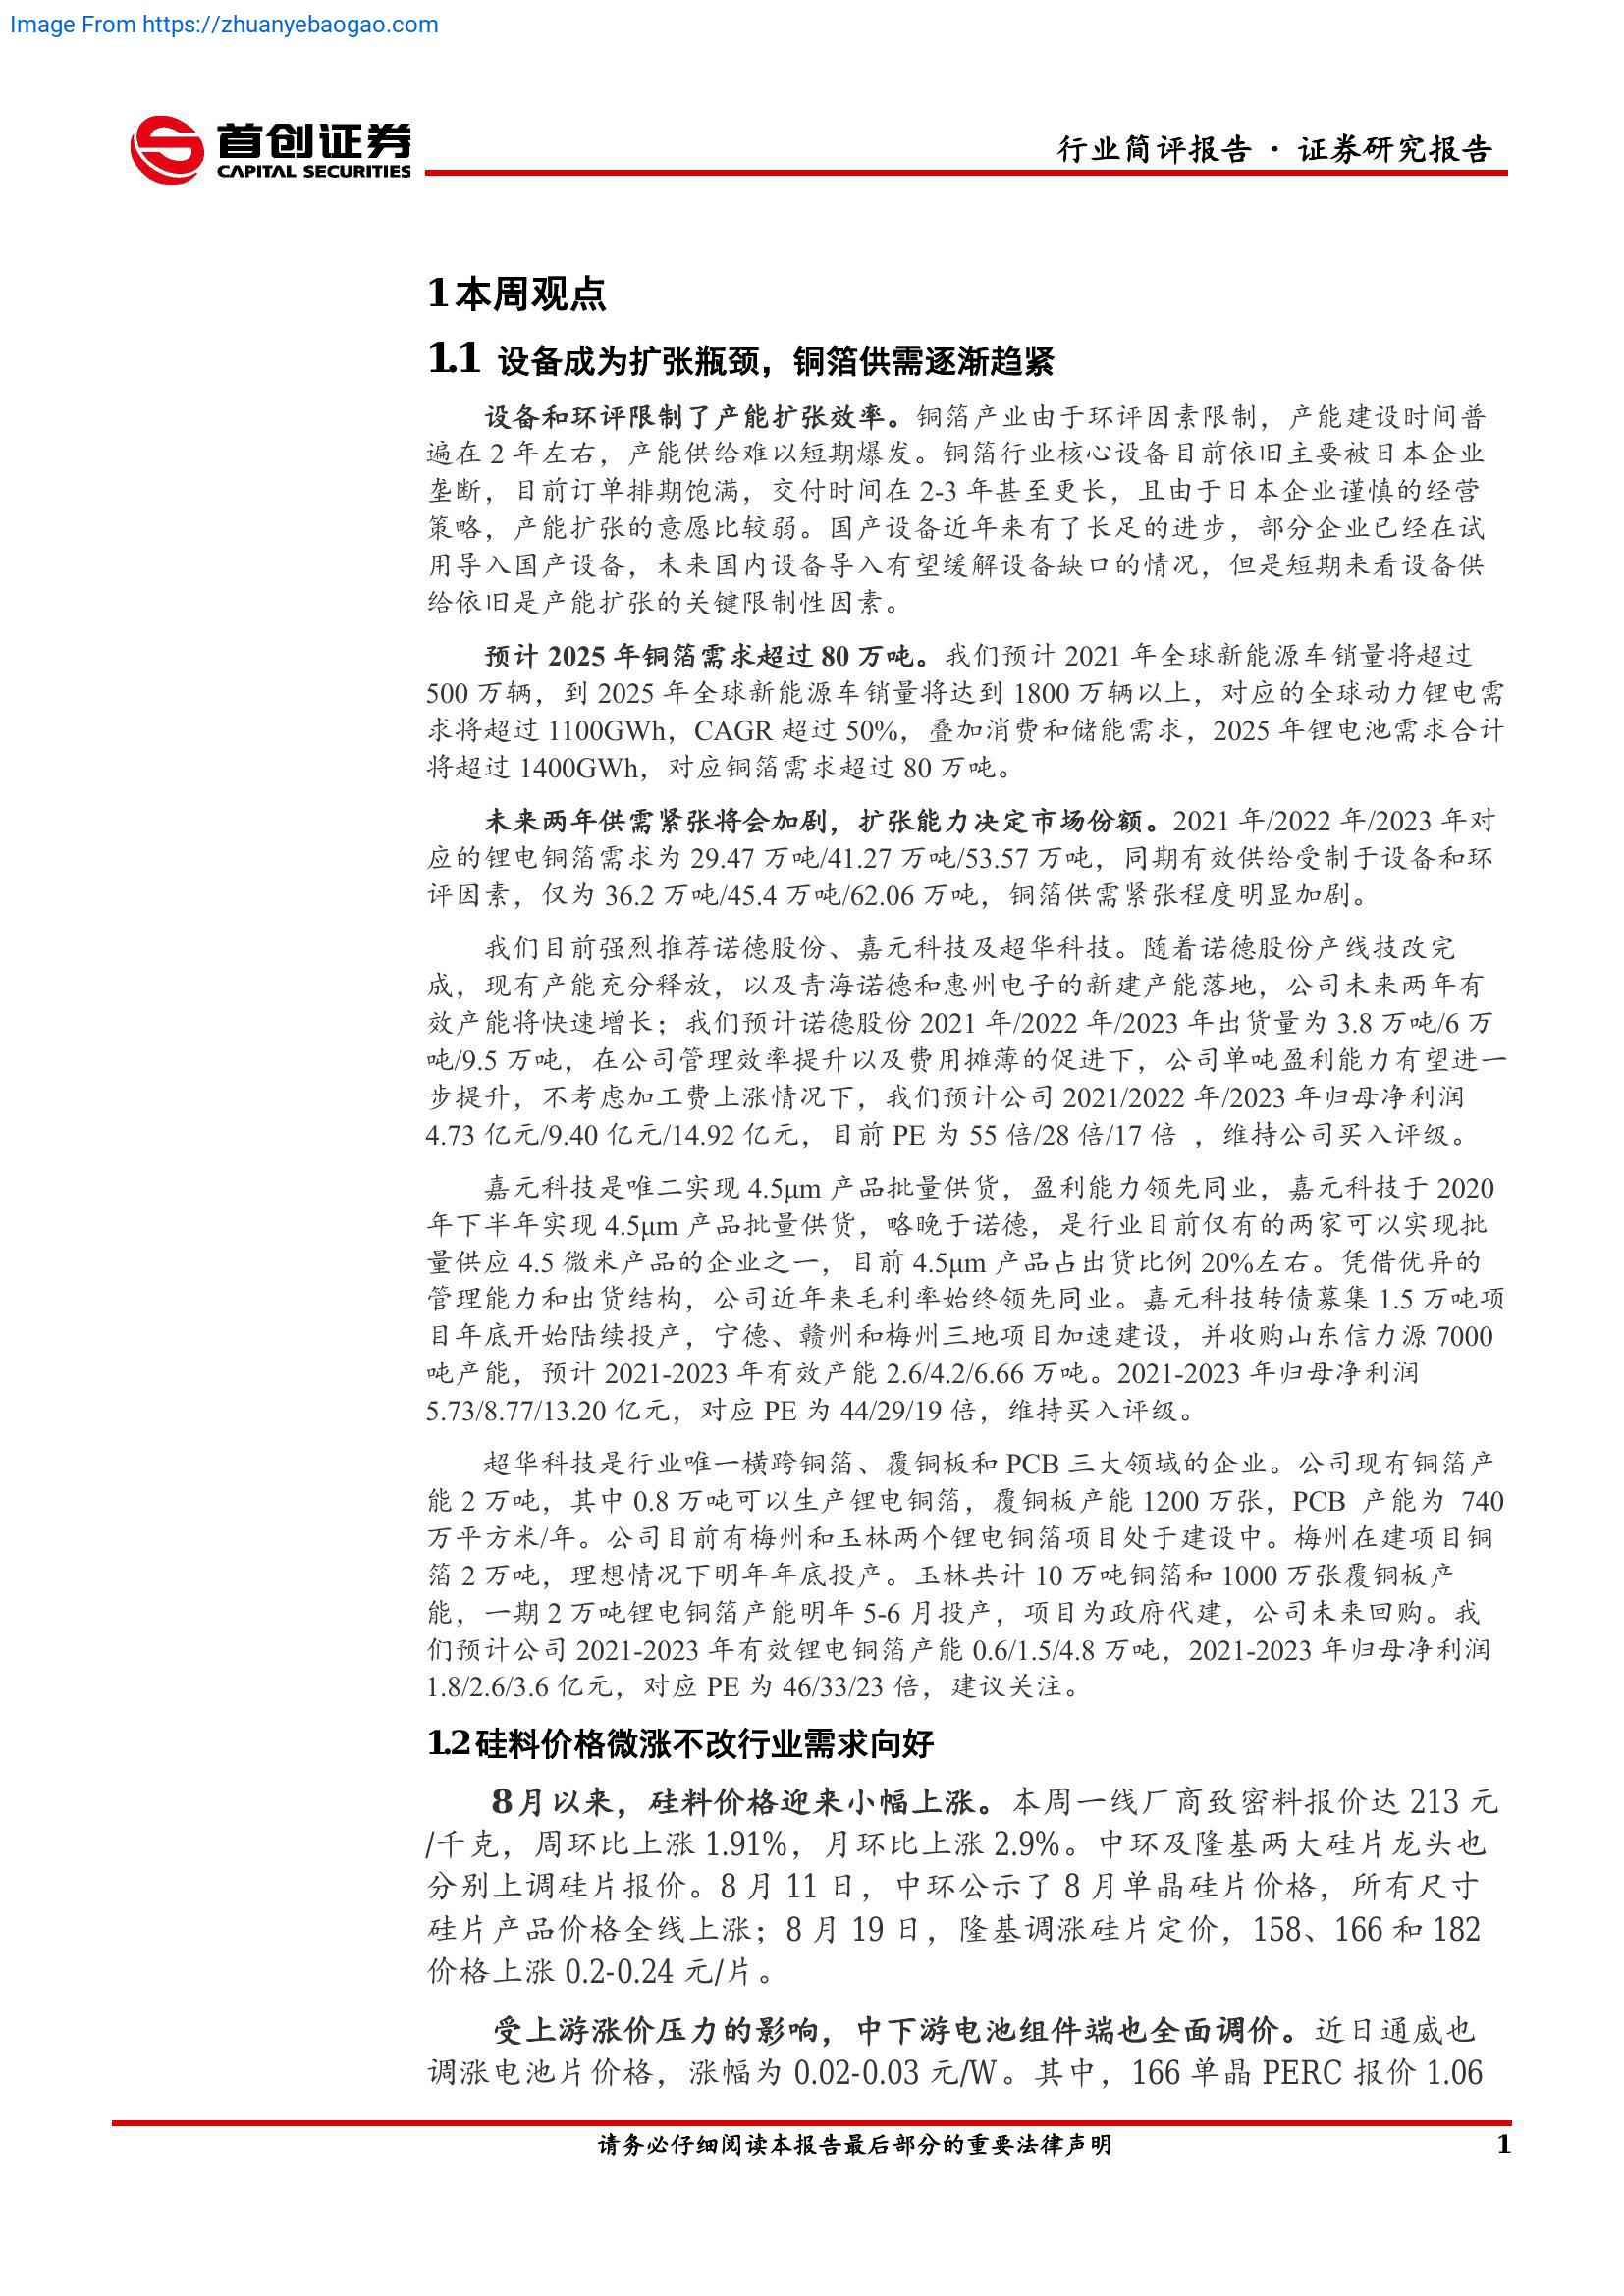 Image From https://zhuanyebaogao.com
首创证券
CAPITAL SECURITIES
行业简评报告 · 证券研究报告
1 本周观点
1.1 设备成为扩张瓶颈，铜箔供需逐渐趋紧
设备和环评限制了产能扩张效率。铜箔产业由于环评因素限制，产能建设时间普
遍在 2 年左右，产能供给难以短期爆发。铜箔行业核心设备目前依旧主要被日本企业
垄断，目前订单排期饱满，交付时间在 2-3 年甚至更长，且由于日本企业谨慎的经营
策略，产能扩张的意愿比较弱。国产设备近年来有了长足的进步，部分企业已经在试
用导入国产设备，未来国内设备导入有望缓解设备缺口的情况，但是短期来看设备供
给依旧是产能扩张的关键限制性因素。
预计 2025 年铜箔需求超过 80 万吨。我们预计 2021 年全球新能源车销量将超过
500 万辆，到 2025 年全球新能源车销量将达到 1800 万辆以上，对应的全球动力锂电需
求将超过 1100GWh，CAGR 超过 50%，叠加消费和储能需求，2025 年锂电池需求合计
将超过 1400GWh，对应铜箔需求超过 80 万吨。
未来两年供需紧张将会加剧，扩张能力决定市场份额。2021 年/2022 年/2023 年对
应的锂电铜箔需求为 29.47 万吨/41.27 万吨/53.57 万吨，同期有效供给受制于设备和环
评因素，仅为 36.2 万吨/45.4 万吨/62.06 万吨，铜箔供需紧张程度明显加剧。
我们目前强烈推荐诺德股份、嘉元科技及超华科技。随着诺德股份产线技改完
成，现有产能充分释放，以及青海诺德和惠州电子的新建产能落地，公司未来两年有
效产能将快速增长；我们预计诺德股份 2021 年/2022 年/2023 年出货量为 3.8 万吨/6 万
吨/9.5 万吨，在公司管理效率提升以及费用摊薄的促进下，公司单吨盈利能力有望进一
步提升，不考虑加工费上涨情况下，我们预计公司 2021/2022 年/2023 年归母净利润
4.73 亿元/9.40 亿元/14.92 亿元，目前 PE 为 55 倍/28 倍/17 倍 ，维持公司买入评级。
嘉元科技是唯二实现 4.5μm 产品批量供货，盈利能力领先同业，嘉元科技于 2020
年下半年实现 4.5μm 产品批量供货，略晚于诺德，是行业目前仅有的两家可以实现批
量供应 4.5 微米产品的企业之一，目前 4.5μm 产品占出货比例 20%左右。凭借优异的
管理能力和出货结构，公司近年来毛利率始终领先同业。嘉元科技转债募集 1.5 万吨项
目年底开始陆续投产，宁德、赣州和梅州三地项目加速建设，并收购山东信力源 7000
吨产能，预计 2021-2023 年有效产能 2.6/4.2/6.66 万吨。2021-2023 年归母净利润
5.73/8.77/13.20 亿元，对应 PE 为 44/29/19 倍，维持买入评级。
超华科技是行业唯一横跨铜箔、覆铜板和 PCB 三大领域的企业。公司现有铜箔产
能 2 万吨，其中 0.8 万吨可以生产锂电铜箔，覆铜板产能 1200 万张，PCB 产能为 740
万平方米/年。公司目前有梅州和玉林两个锂电铜箔项目处于建设中。梅州在建项目铜
箔 2 万吨，理想情况下明年年底投产。玉林共计 10 万吨铜箔和 1000 万张覆铜板产
能，一期 2 万吨锂电铜箔产能明年 5-6 月投产，项目为政府代建，公司未来回购。我
们预计公司 2021-2023 年有效锂电铜箔产能 0.6/1.5/4.8 万吨，2021-2023 年归母净利润
1.8/2.6/3.6 亿元，对应 PE 为 46/33/23 倍，建议关注。
1.2 硅料价格微涨不改行业需求向好
8月以来，硅料价格迎来小幅上涨。本周一线厂商致密料报价达 213 元
/千克，周环比上涨 1.91%，月环比上涨 2.9%。中环及隆基两大硅片龙头也
分别上调硅片报价。8 月 11 日，中环公示了 8 月单晶硅片价格，所有尺寸
硅片产品价格全线上涨；8 月 19 日，隆基调涨硅片定价，158、166 和 182
价格上涨 0.2-0.24 元/片。
受上游涨价压力的影响，中下游电池组件端也全面调价。近日通威也
调涨电池片价格，涨幅为 0.02-0.03 元/W。其中，166 单晶 PERC 报价 1.06
请务必仔细阅读本报告最后部分的重要法律声明
1